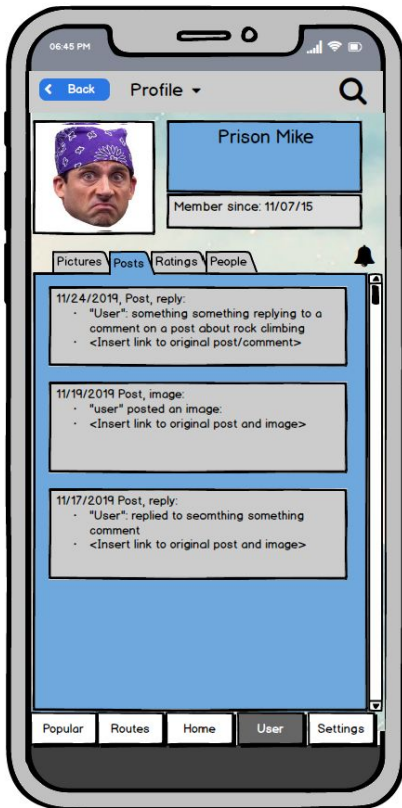 06:45 PM
Back
Profile
Prison Mike
Member since: 11/07/15
Pictures
Posts
Ratings
People
11/24/2019, Post, reply:
· "User": something something replying to a
comment on a post about rock climbing
· <Insert link to original post/comment>
11/19/2019 Post, image:
· "user" posted an image:
· <Insert link to original post and image>
11/17/2019 Post, reply:
· "User": replied to seomthing something
comment
· <Insert link to original post and image>
Popular
Routes
Home
User
Settings